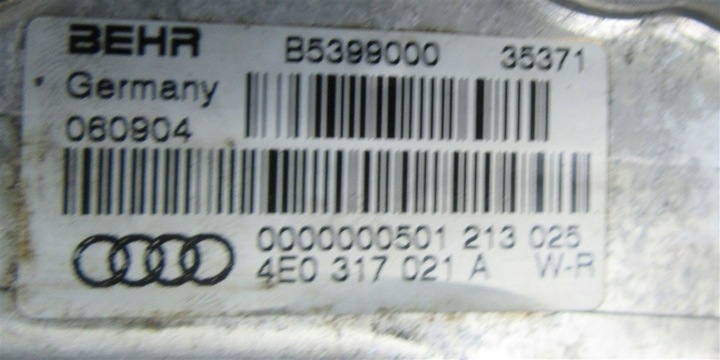 BEHR B5399000 35371
Germany
060904
0000000501 213 025
4E0 317 021 A W-R